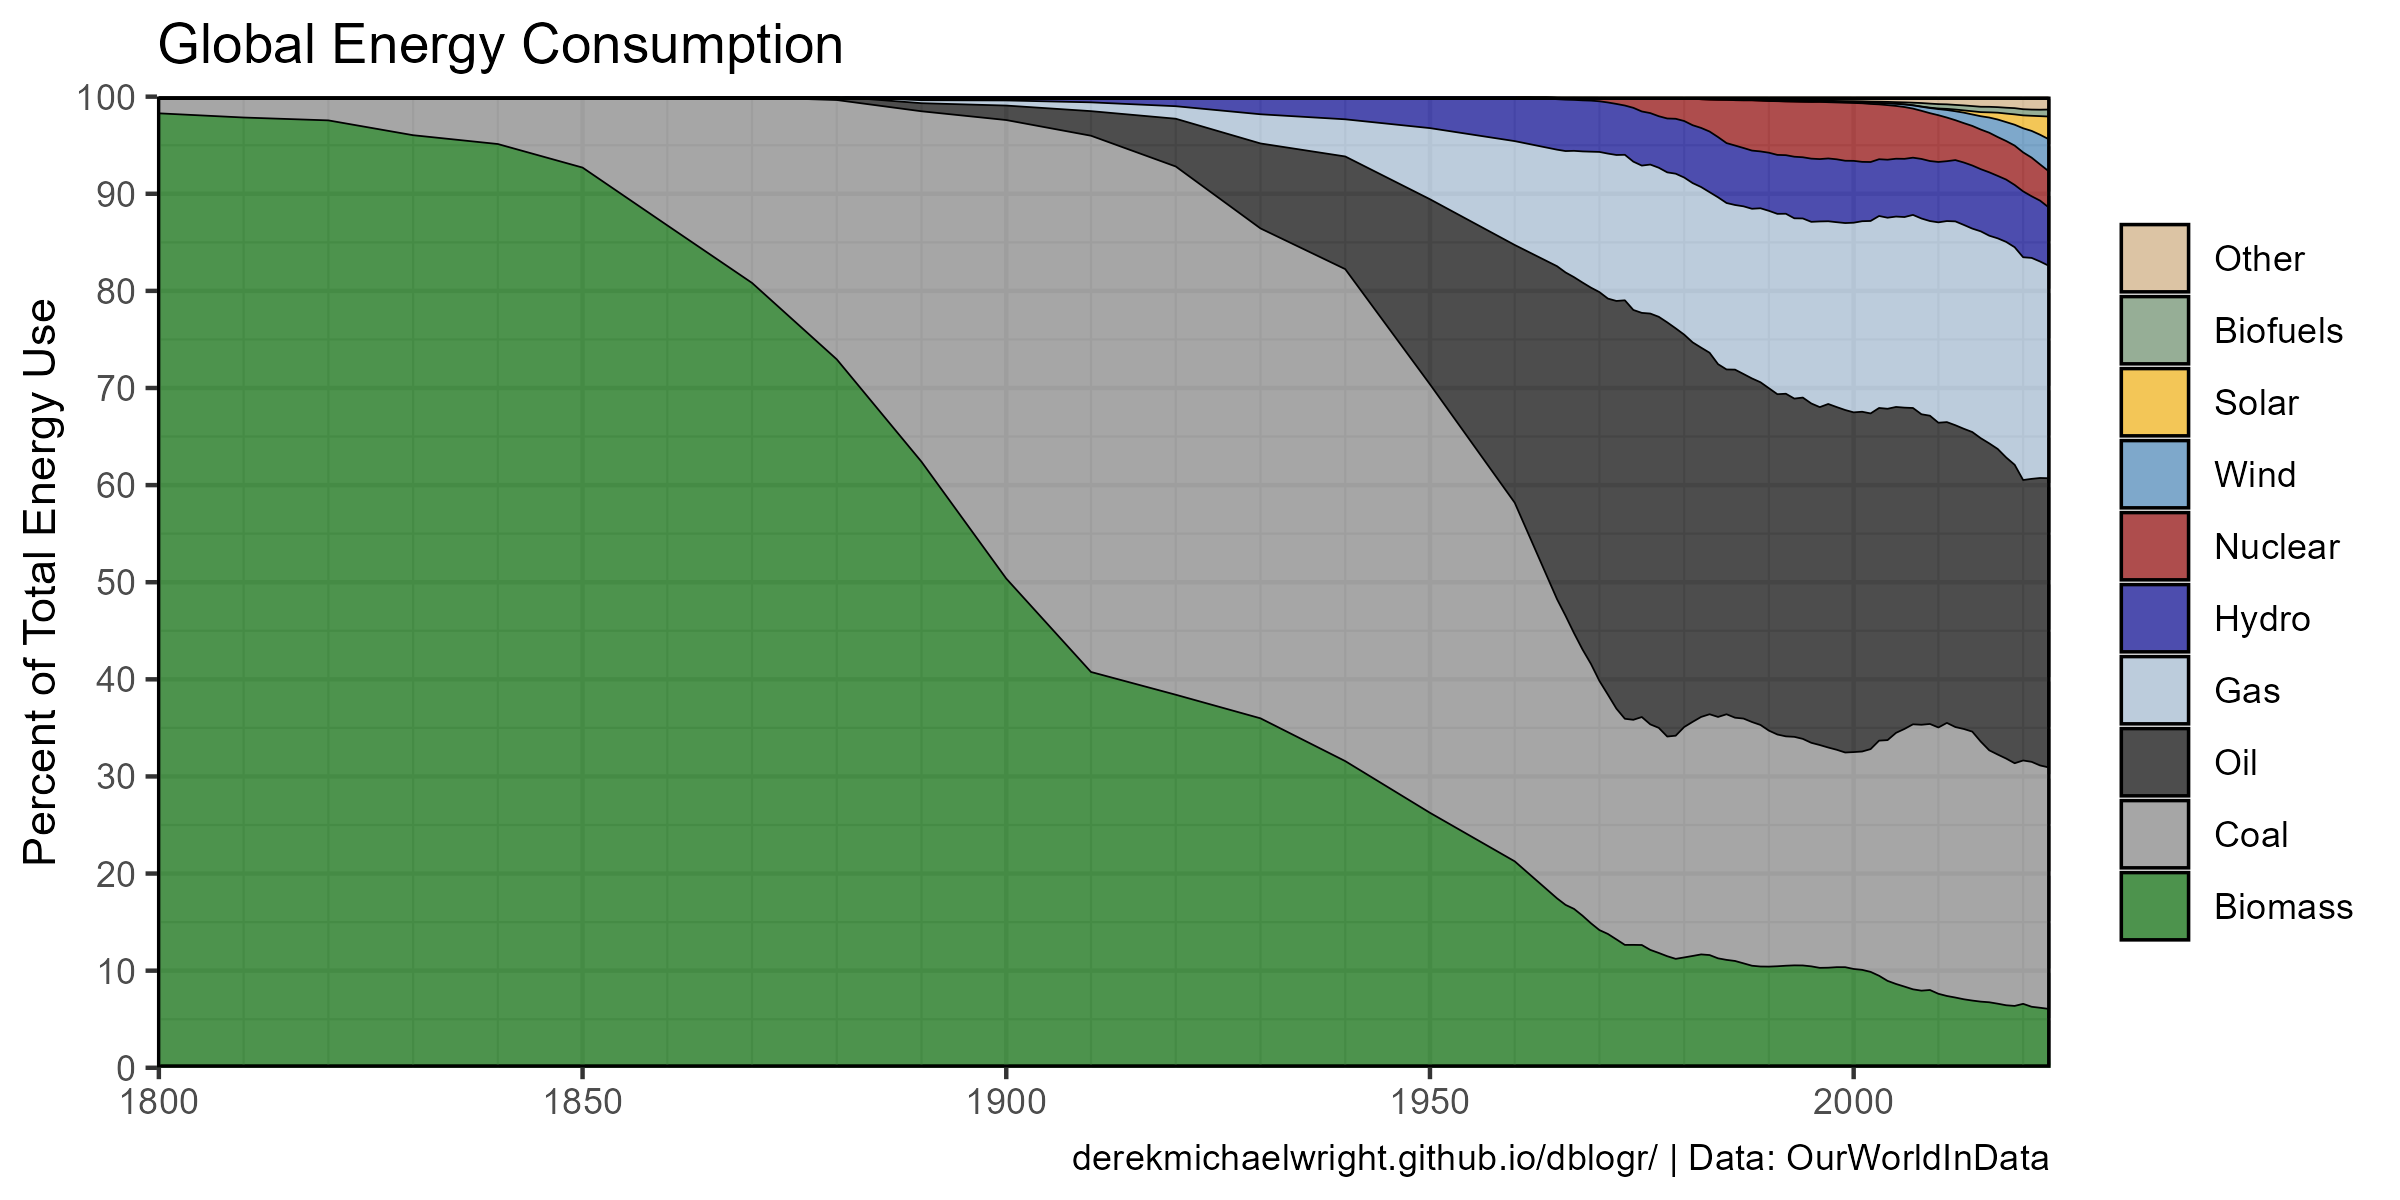 Global Energy Consumption
Percent of Total Energy Use
100
90
80
70
60
50
40
30
20
10
0
1800
1850
1900
1950
2000
Other
Biofuels
Solar
Wind
Nuclear
Hydro
Gas
Oil
Coal
Biomass
derekmichaelwright.github.io/dblogr/ | Data: OurWorldInData